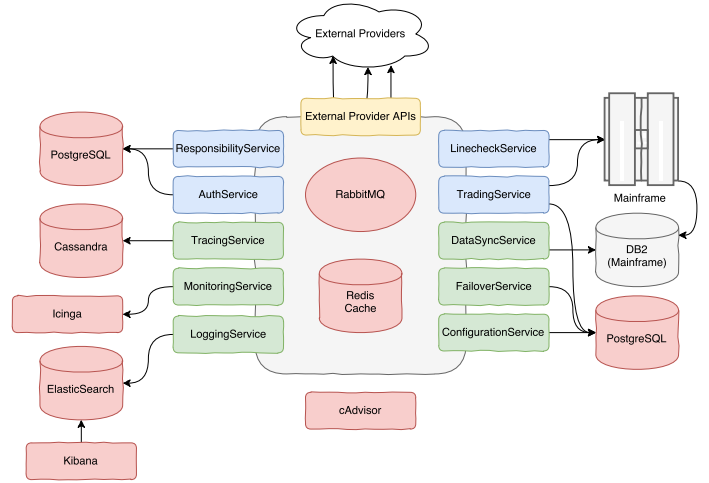 External Providers
External Provider APIs
PostgreSQL
ResponsibilityService
AuthService
Cassandra
TracingService
Icinga
MonitoringService
LoggingService
ElasticSearch
Kibana
RabbitMQ
Redis
Cache
cAdvisor
LinecheckService
TradingService
DataSyncService
FailoverService
ConfigurationService
Mainframe
DB2
(Mainframe)
PostgreSQL